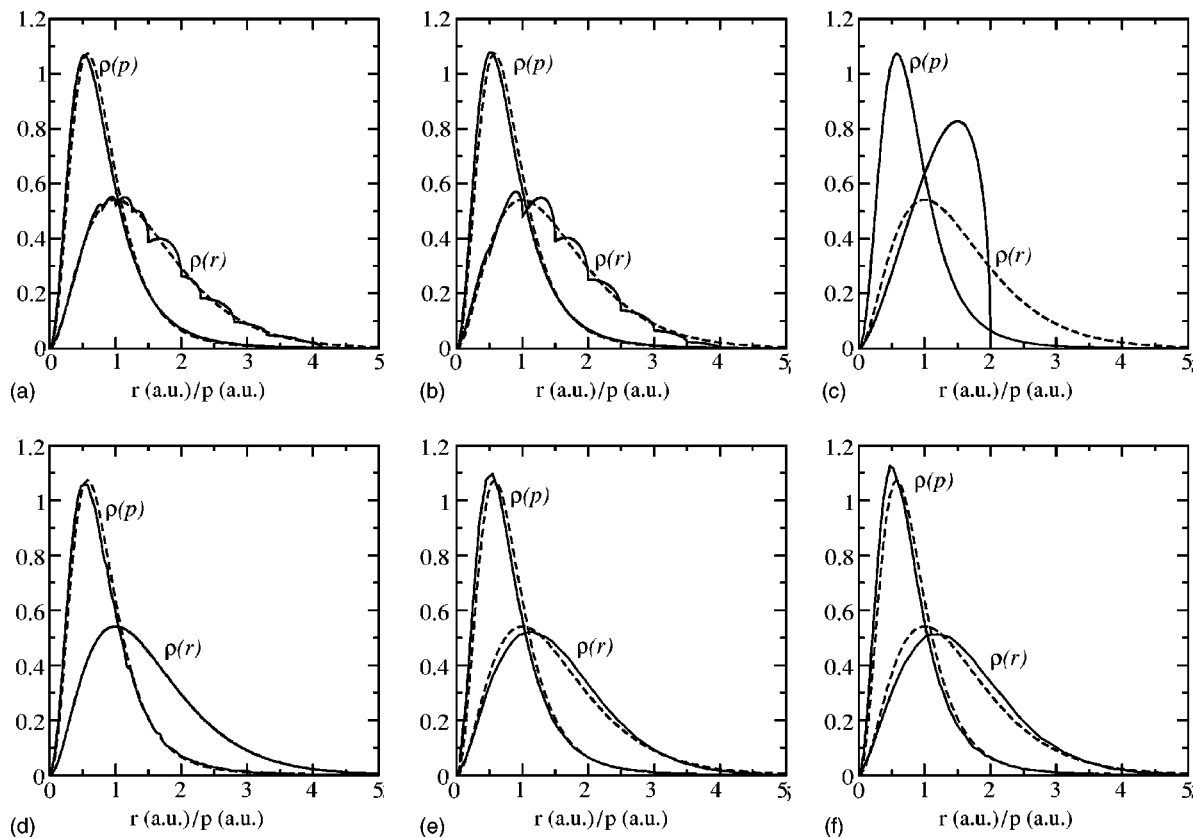 1.2 1.2 1.2
1 ρ(p) 1 ρ(p) 1 ρ(p)
0.8 0.8 0.8
0.6 0.6 0.6
0.4 ρ(r) 0.4 ρ(r) 0.4 ρ(r)
0.2 0.2 0.2
0 0 0
0 1 2 3 4 5 0 1 2 3 4 5 0 1 2 3 4 5
(a) r (a.u.)/p (a.u.) (b) r (a.u.)/p (a.u.) (c) r (a.u.)/p (a.u.)
1.2 1.2 1.2
1 ρ(p) 1 ρ(p) 1 ρ(p)
0.8 0.8 0.8
0.6 0.6 0.6
0.4 ρ(r) 0.4 ρ(r) 0.4 ρ(r)
0.2 0.2 0.2
0 0 0
0 1 2 3 4 5 0 1 2 3 4 5 0 1 2 3 4 5
(d) r (a.u.)/p (a.u.) (e) r (a.u.)/p (a.u.) (f) r (a.u.)/p (a.u.)